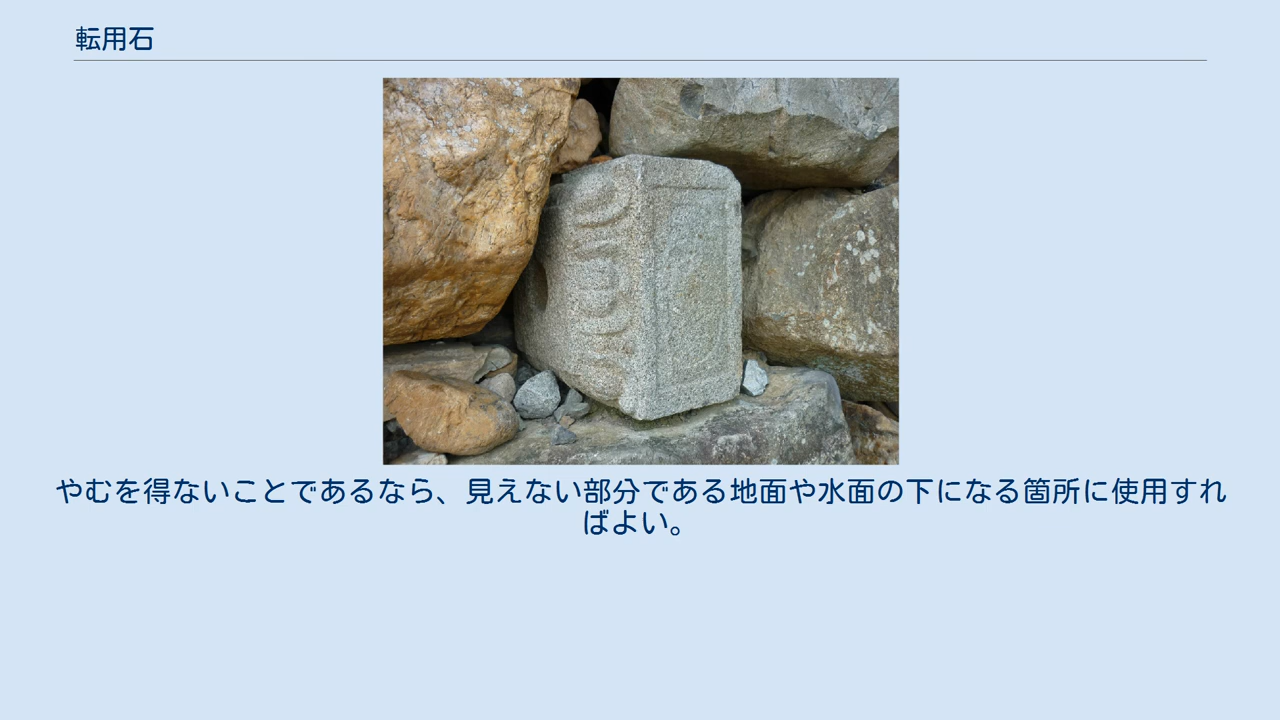 転用石
やむを得ないことであるなら、見えない部分である地面や水面の下になる箇所に使用すれ
ばよい。